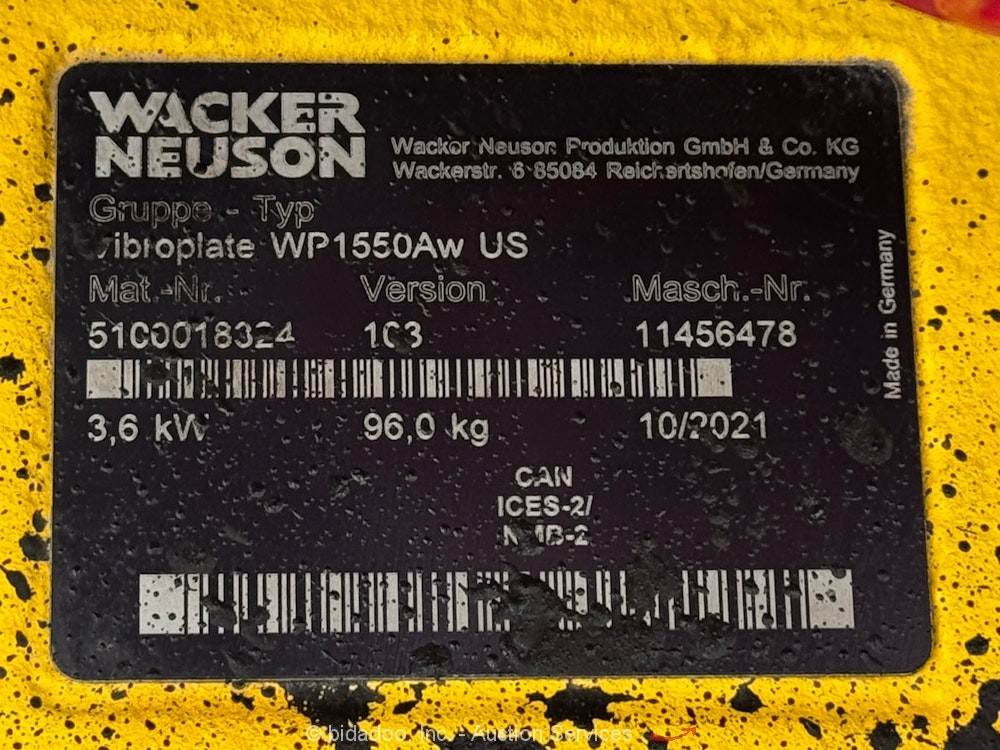 WACKER
NEUSON
Wacker Neuson Produktion GmbH & Co. KG
Wackerstr. 6 85084 Reichertshofen/Germany
Gruppe - Typ
Vibroplate WP1550Aw US
Mat.-Nr. Version Masch.-Nr.
5100018324 103 11456478
3,6 kW 96,0 kg 10/2021
Made in Germany
CAN
ICES-2/
NMB-2
© bidadoo, Inc. - Auction Services